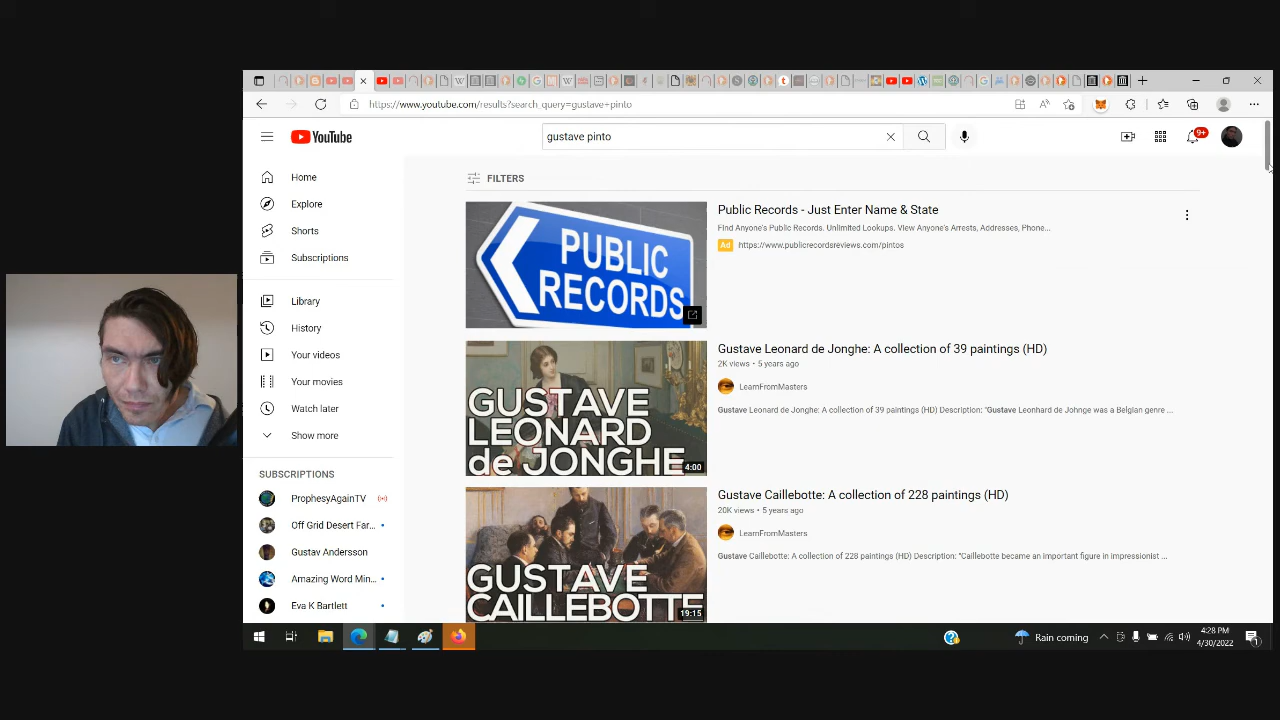 https://www.youtube.com/results?search_query=gustave+pinto
YouTube
gustave pinto
9+
Home
Explore
Shorts
Subscriptions
Library
History
Your videos
Your movies
Watch later
Show more
SUBSCRIPTIONS
ProphesyAgainTV
Off Grid Desert Far...
Gustav Andersson
Amazing Word Min...
Eva K Bartlett
FILTERS
PUBLIC
RECORDS
Public Records - Just Enter Name & State
Find Anyone's Public Records. Unlimited Lookups. View Anyone's Arrests, Addresses, Phone...
Ad https://www.publicrecordsreviews.com/pintos
GUSTAVE
LEONARD
de JONGHE
4:00
Gustave Leonard de Jonghe: A collection of 39 paintings (HD)
2K views • 5 years ago
LearnFromMasters
Gustave Leonard de Jonghe: A collection of 39 paintings (HD) Description: "Gustave Leonhard de Johnge was a Belgian genre ...
GUSTAVE
CAILLEBOTTE
19:15
Gustave Caillebotte: A collection of 228 paintings (HD)
20K views • 5 years ago
LearnFromMasters
Gustave Caillebotte: A collection of 228 paintings (HD) Description: "Caillebotte became an important figure in impressionist ...
Rain coming
4:28 PM
4/30/2022
1